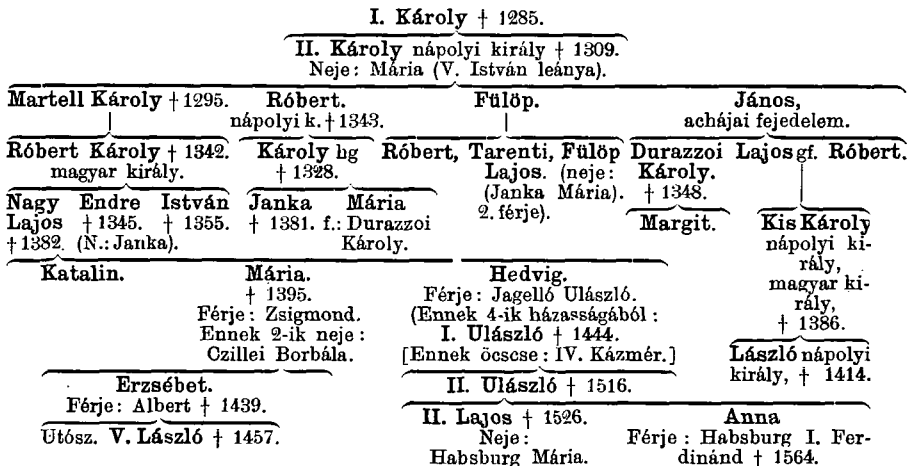 I. Károly † 1285.
II. Károly nápolyi király † 1309.
Neje: Mária (V. István leánya).
Martell Károly † 1295. Róbert. Fülöp. János,
nápolyi k. † 1343. achájai fejedelem.
Róbert Károly † 1342. Károly hg Róbert, Tarenti, Fülöp Durazzoi Lajos gf. Róbert.
magyar király. † 1328. Lajos. (neje: Károly.
(Janka Mária). † 1348.
2. férje).
Nagy Endre István Janka Mária Margit. Kis Károly
Lajos † 1345. † 1355. † 1381. f.: Durazzoi nápolyi ki-
† 1382. (N.: Janka). Károly. rály,
Katalin. Mária. Hedvig. magyar ki-
† 1395. Férje: Jagelló Ulászló. rály,
Férje: Zsigmond. (Ennek 4-ik házasságából: † 1386.
Ennek 2-ik neje: I. Ulászló † 1444. László nápolyi
Czillei Borbála. [Ennek öcscse: IV. Kázmér.] király, † 1414.
Erzsébet. II. Ulászló † 1516.
Férje: Albert † 1439. II. Lajos † 1526. Anna
Utósz. V. László † 1457. Neje: Férje: Habsburg I. Fer-
Habsburg Mária. dinánd † 1564.